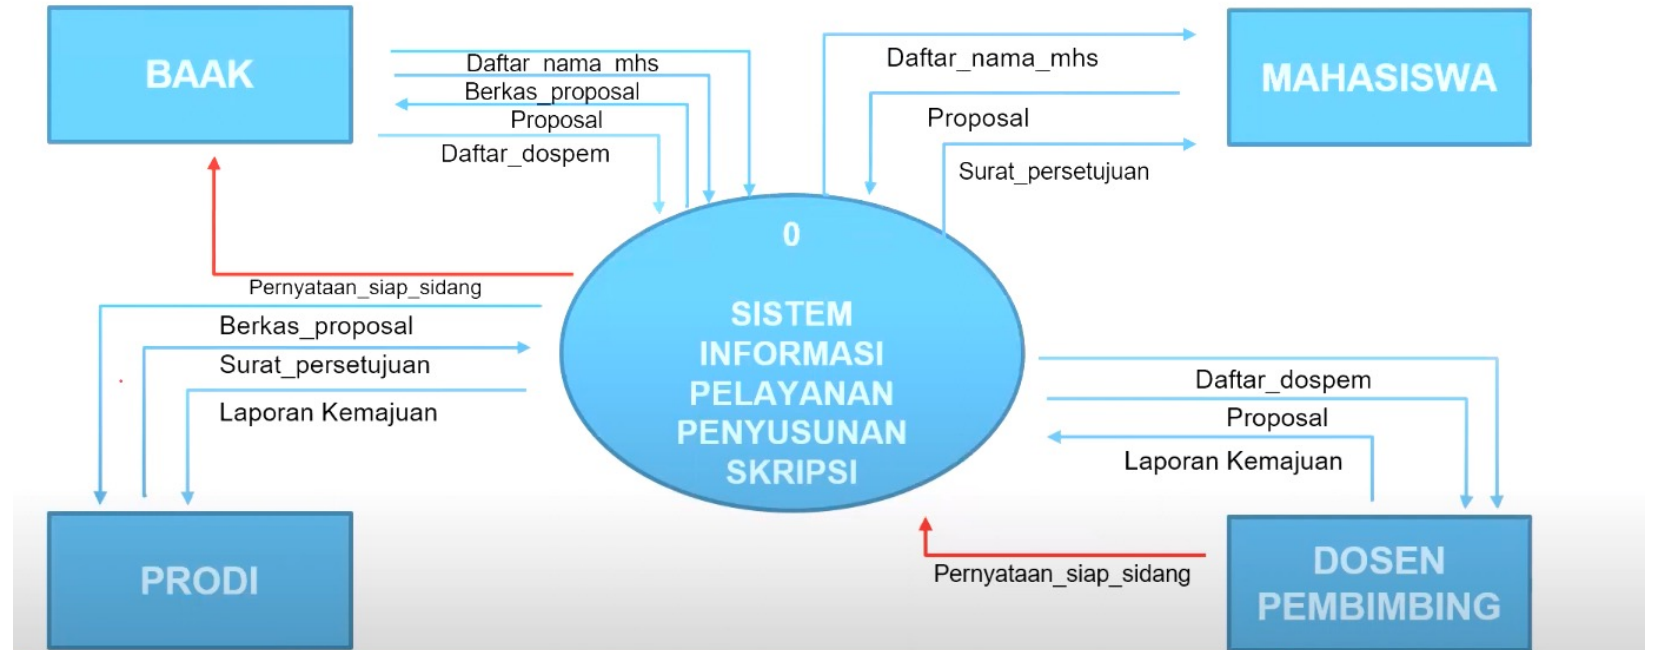 BAAK
Daftar_nama_mhs
Berkas_proposal
Proposal
Daftar_dospem
Daftar_nama_mhs
Proposal
Surat_persetujuan
MAHASISWA
0
SISTEM
INFORMASI
PELAYANAN
PENYUSUNAN
SKRIPSI
Pernyataan_siap_sidang
Berkas_proposal
Surat_persetujuan
Laporan Kemajuan
Daftar_dospem
Proposal
Laporan Kemajuan
Pernyataan_siap_sidang
PRODI
DOSEN
PEMBIMBING